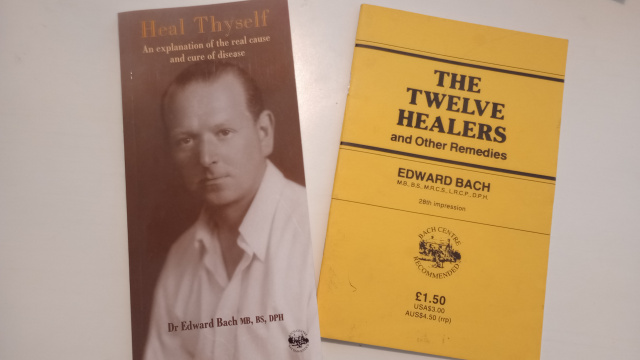 Heal Thyself
An explanation of the real cause
and cure of disease
Dr Edward Bach MB, BS, DPH
THE
TWELVE
HEALERS
and Other Remedies
EDWARD BACH
M.B., B.S., M.R.C.S., L.R.C.P., D.P.H.
28th impression
BACH CENTRE
RECOMMENDED
£1.50
USA$3.00
AUS$4.50 (rrp)